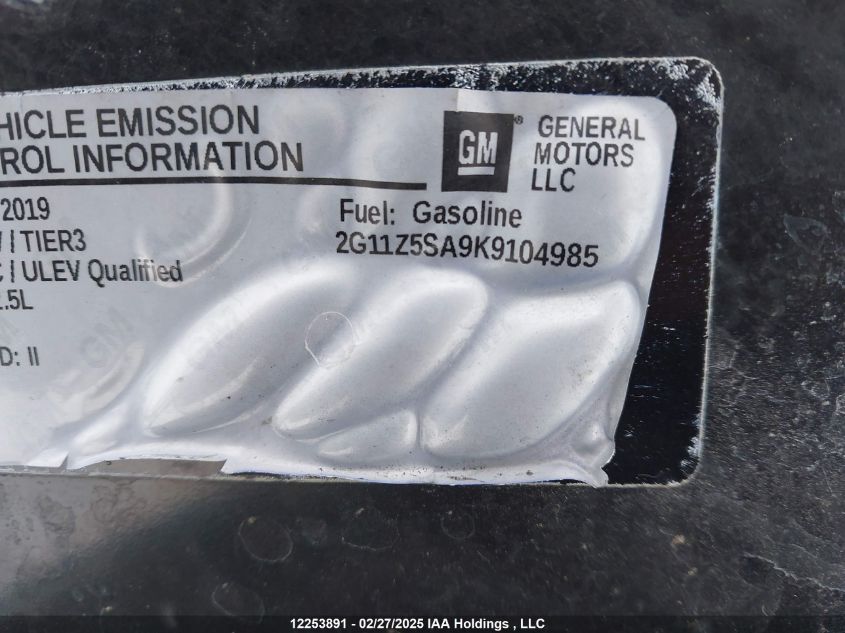 HICLE EMISSION
ROL INFORMATION
GM
®
GENERAL
MOTORS
LLC
2019
Fuel: Gasoline
/ TIER3
2G11Z5SA9K9104985
C / ULEV Qualified
.5L
D: II
12253891 - 02/27/2025 IAA Holdings , LLC